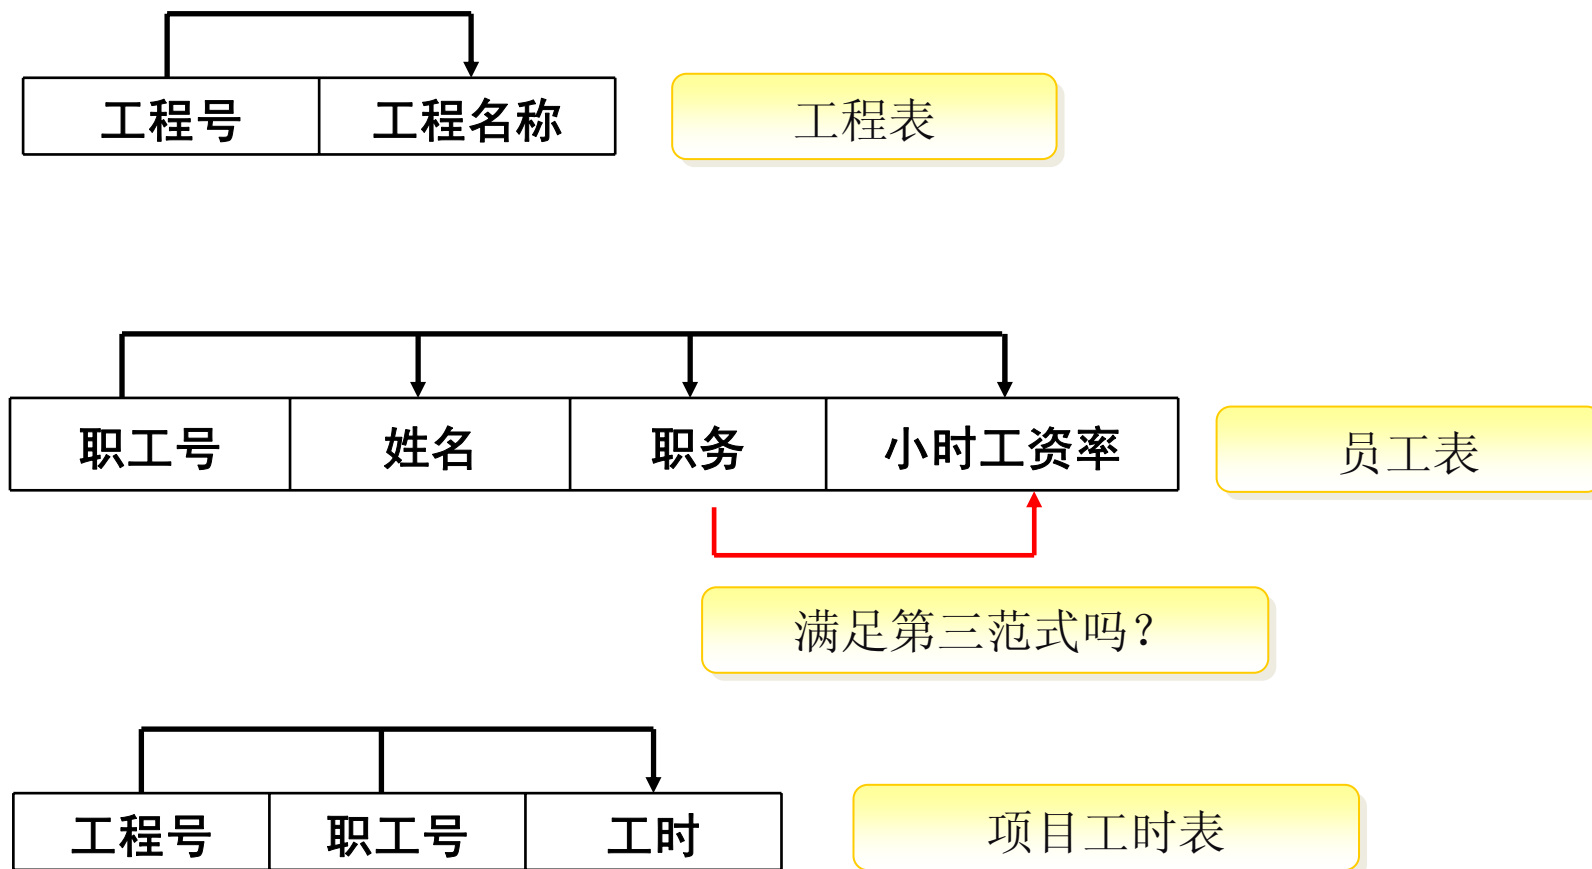 工程号 工程名称 工程表
职工号 姓名 职务 小时工资率 员工表
满足第三范式吗？
工程号 职工号 工时 项目工时表